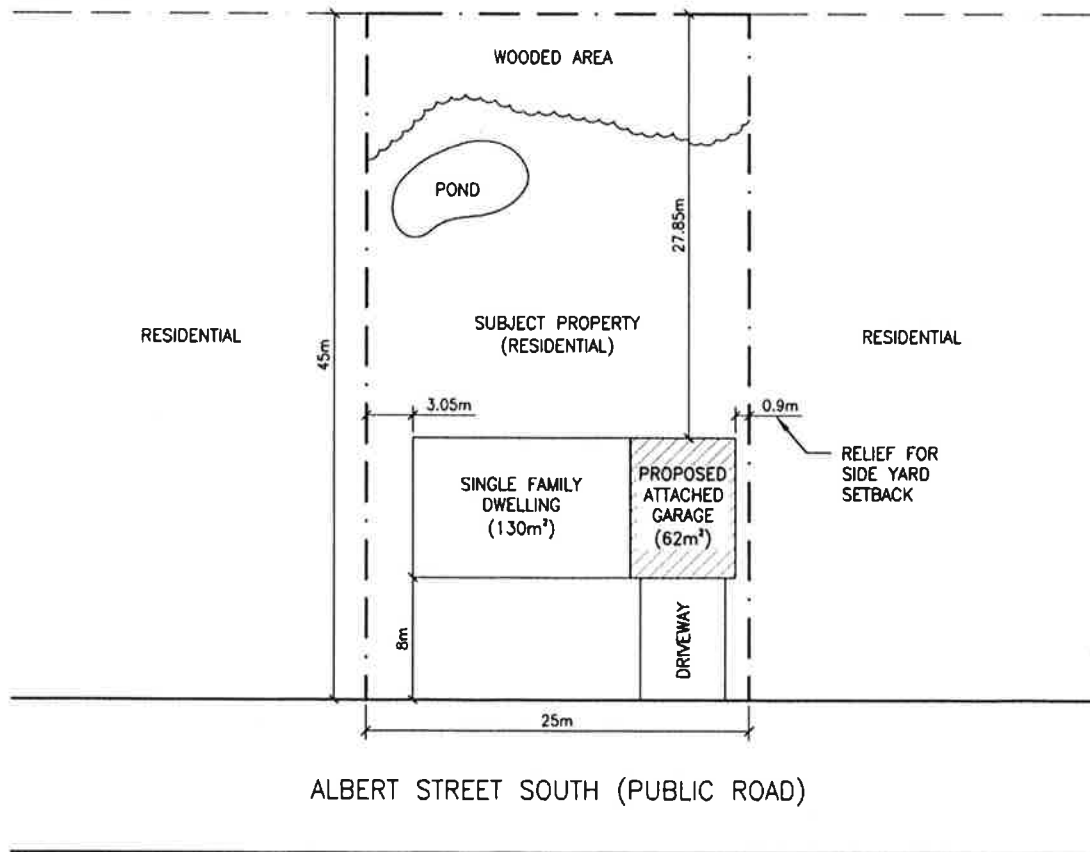 WOODED AREA
POND
27.85m
RESIDENTIAL
45m
SUBJECT PROPERTY
(RESIDENTIAL)
RESIDENTIAL
3.05m
0.9m
RELIEF FOR
SIDE YARD
SETBACK
SINGLE FAMILY
DWELLING
(130m²)
PROPOSED
ATTACHED
GARAGE
(62m²)
8m
DRIVEWAY
25m
ALBERT STREET SOUTH (PUBLIC ROAD)